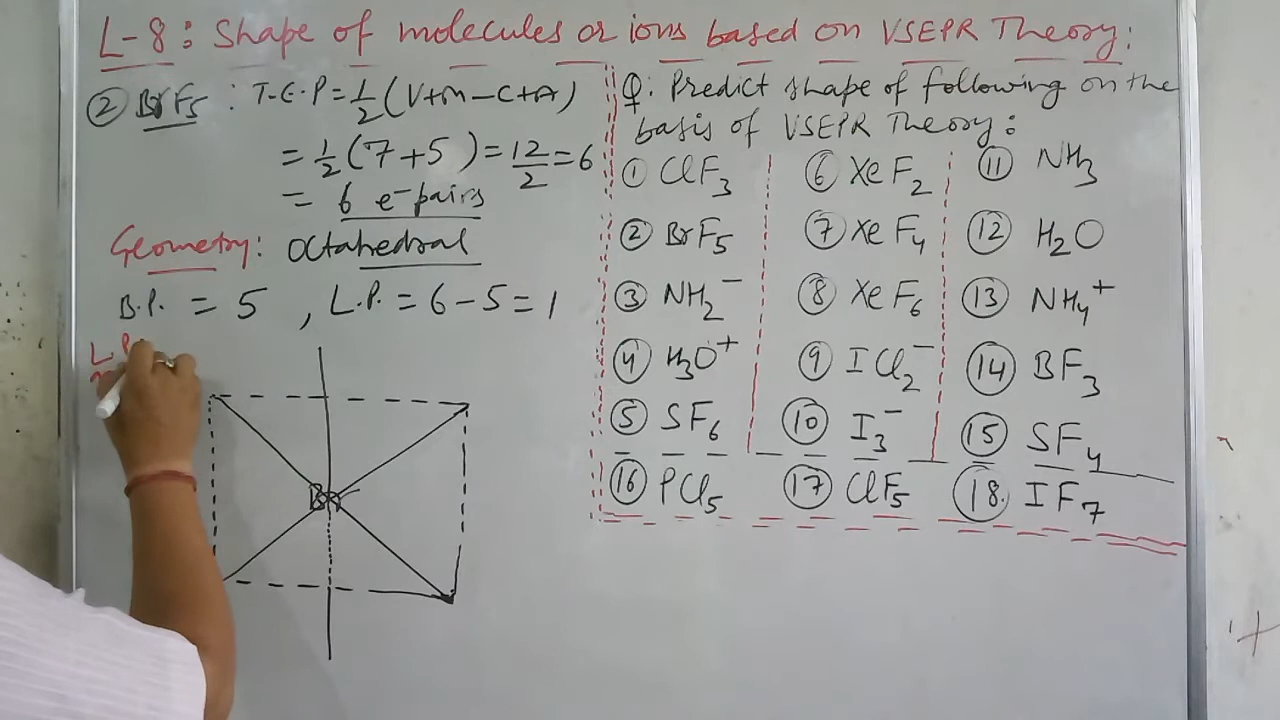 L-8: Shape of molecules or ions based on VSEPR Theory:
② BrF5 : T.E.P = 1/2 (V+M-C+A)
= 1/2 (7+5) = 12/2 = 6
= 6 e⁻ pairs
Geometry: Octahedral
B.P. = 5 , L.P. = 6-5 = 1
L.P
Br
Q: Predict shape of following on the
basis of VSEPR Theory:
① ClF3 ⑥ XeF2 ⑪ NH3
② BrF5 ⑦ XeF4 ⑫ H2O
③ NH2⁻ ⑧ XeF6 ⑬ NH4⁺
④ H3O⁺ ⑨ ICl2⁻ ⑭ BF3
⑤ SF6 ⑩ I3⁻ ⑮ SF4
⑯ PCl5 ⑰ ClF5 ⑱ IF7